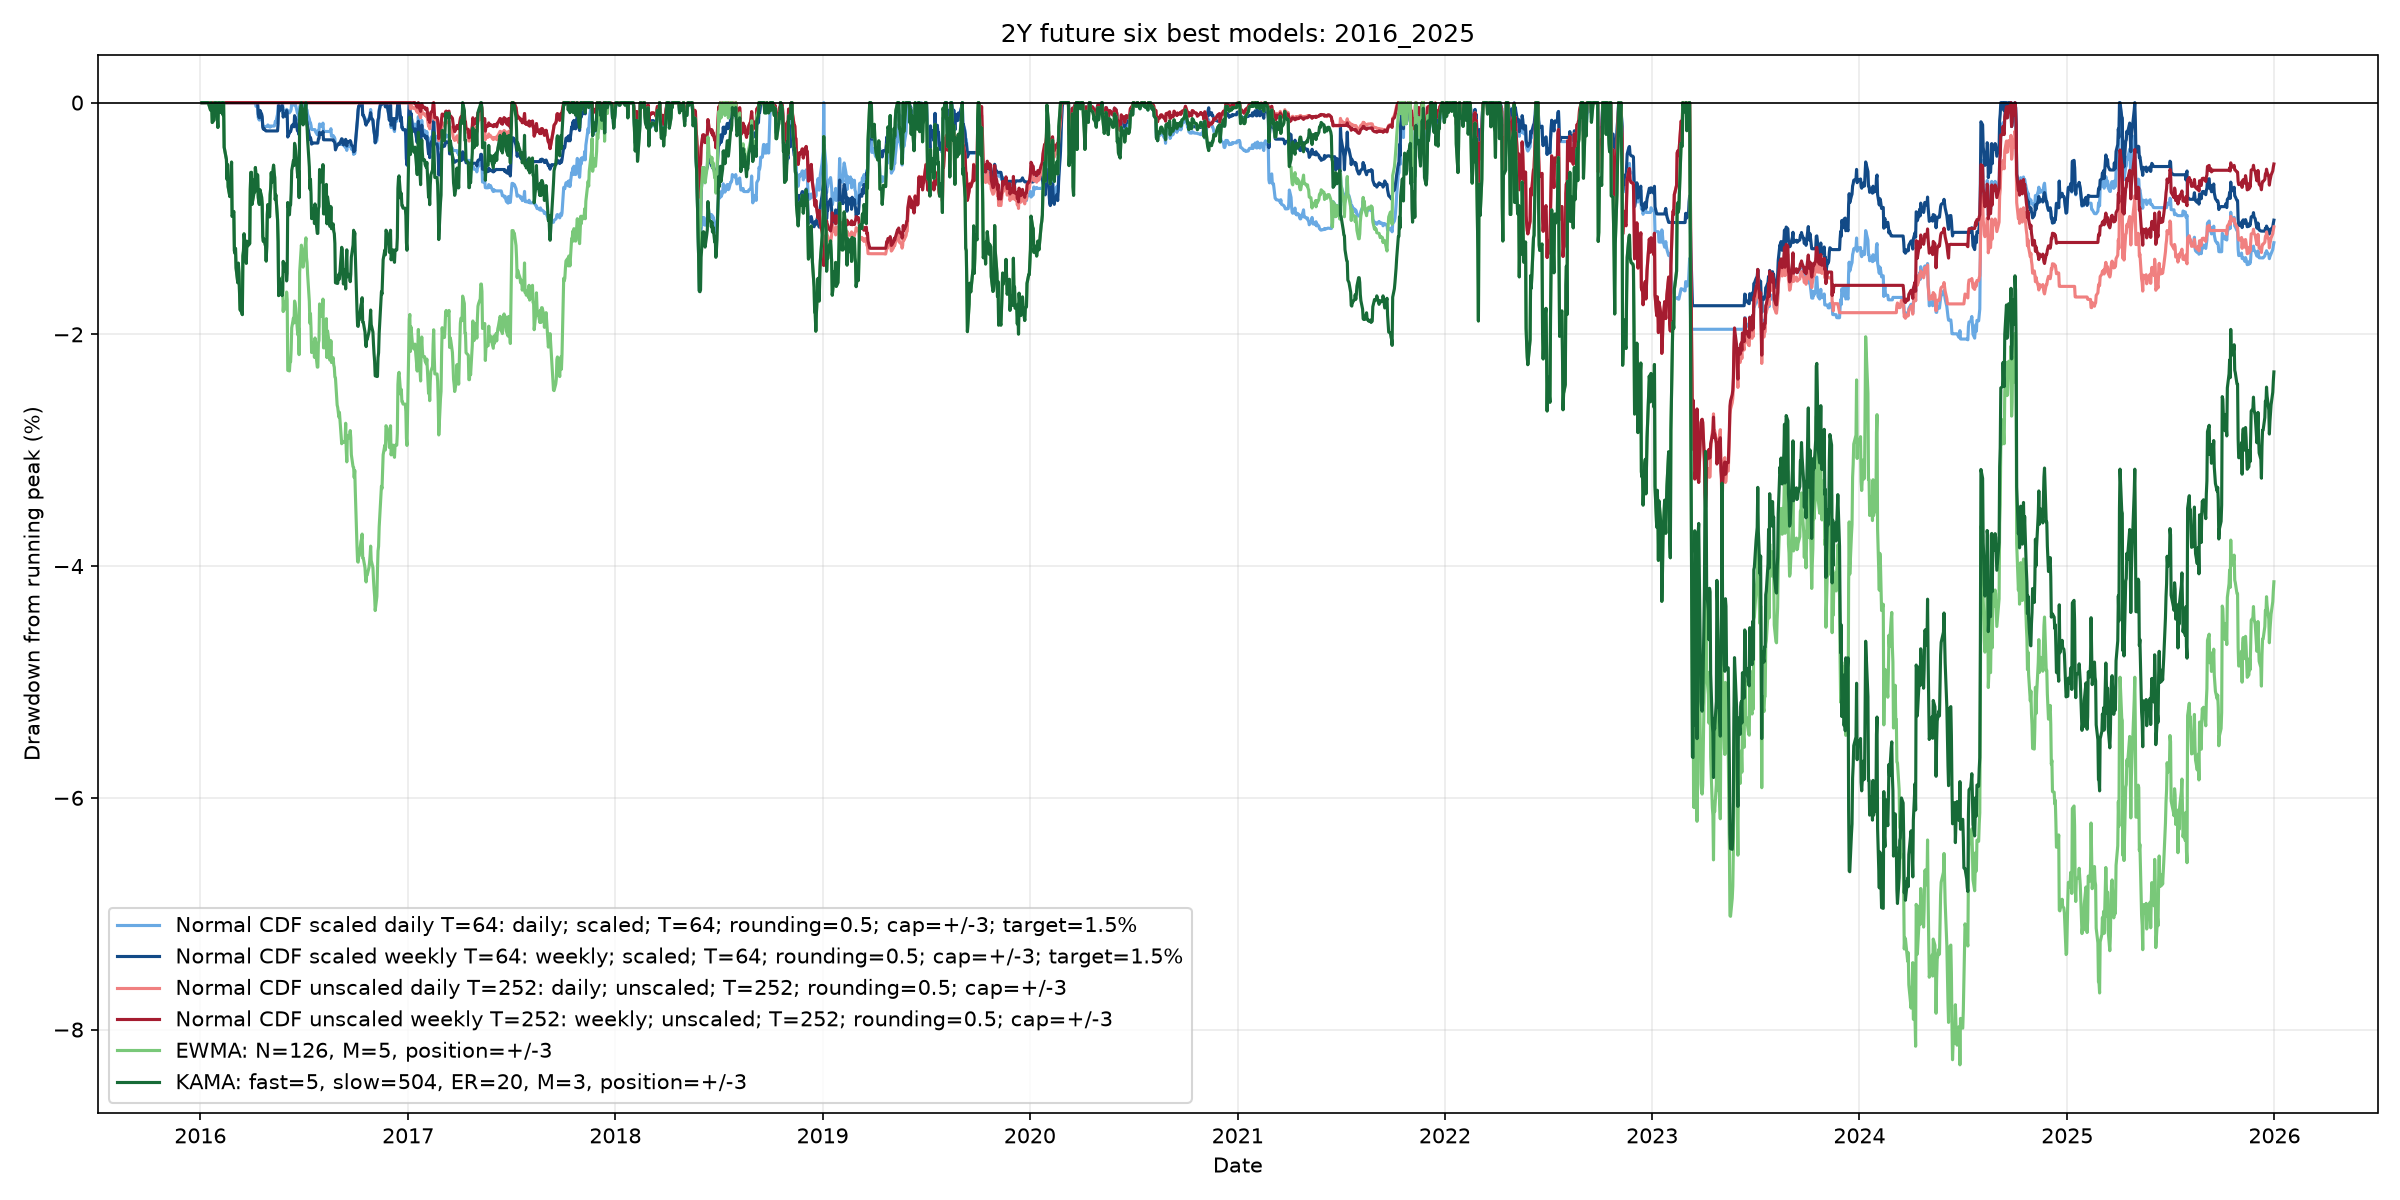 2Y future six best models: 2016_2025
Drawdown from running peak (%)
0
−2
−4
−6
−8
Normal CDF scaled daily T=64: daily; scaled; T=64; rounding=0.5; cap=+/-3; target=1.5%
Normal CDF scaled weekly T=64: weekly; scaled; T=64; rounding=0.5; cap=+/-3; target=1.5%
Normal CDF unscaled daily T=252: daily; unscaled; T=252; rounding=0.5; cap=+/-3
Normal CDF unscaled weekly T=252: weekly; unscaled; T=252; rounding=0.5; cap=+/-3
EWMA: N=126, M=5, position=+/-3
KAMA: fast=5, slow=504, ER=20, M=3, position=+/-3
2016 2017 2018 2019 2020 2021 2022 2023 2024 2025 2026
Date